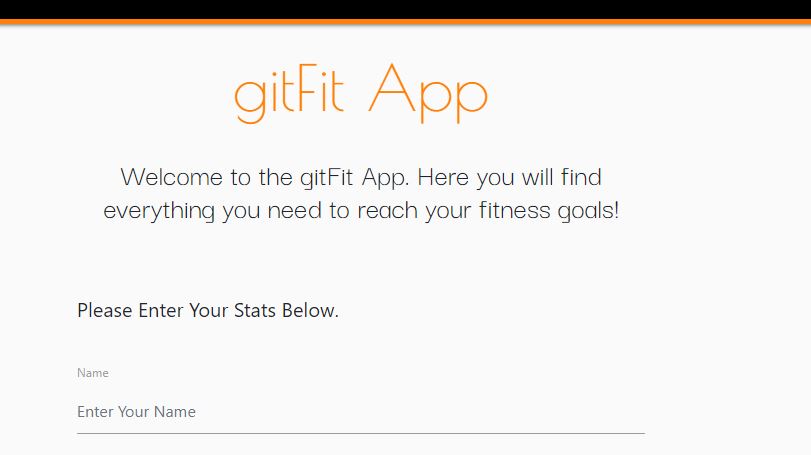 gitFit App
Welcome to the gitFit App. Here you will find
everything you need to reach your fitness goals!
Please Enter Your Stats Below.
Name
Enter Your Name